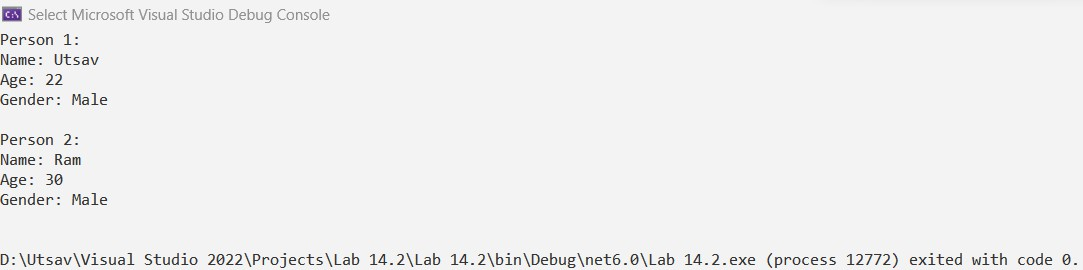 Select Microsoft Visual Studio Debug Console
Person 1:
Name: Utsav
Age: 22
Gender: Male
Person 2:
Name: Ram
Age: 30
Gender: Male
D:\Utsav\Visual Studio 2022\Projects\Lab 14.2\Lab 14.2\bin\Debug\net6.0\Lab 14.2.exe (process 12772) exited with code 0.